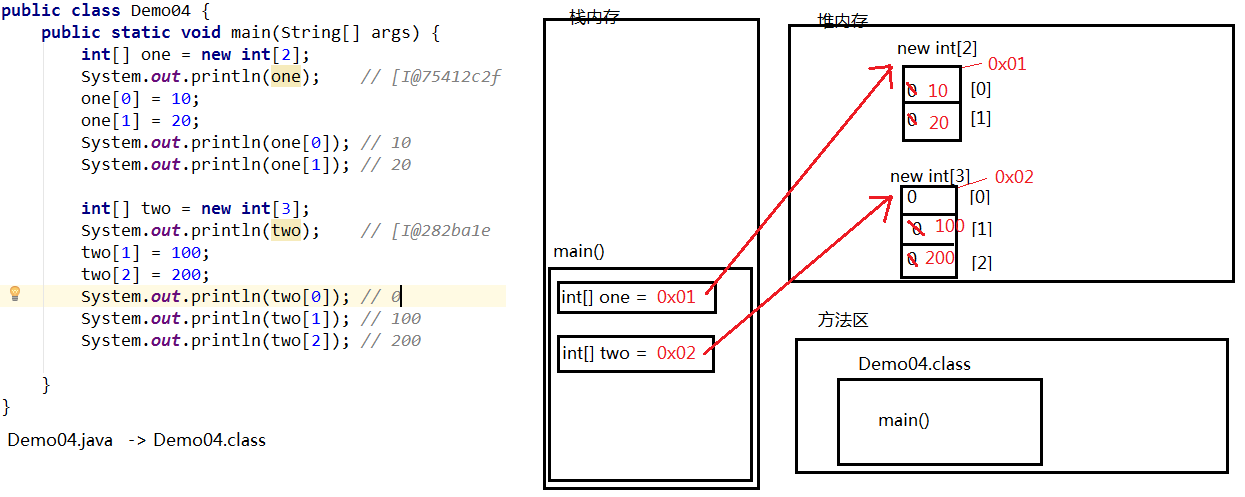 public class Demo04 {
public static void main(String[] args) {
int[] one = new int[2];
System.out.println(one); // [I@75412c2f
one[0] = 10;
one[1] = 20;
System.out.println(one[0]); // 10
System.out.println(one[1]); // 20
int[] two = new int[3];
System.out.println(two); // [I@282ba1e
two[1] = 100;
two[2] = 200;
System.out.println(two[0]); // 0
System.out.println(two[1]); // 100
System.out.println(two[2]); // 200
}
}
Demo04.java -> Demo04.class
栈内存
main()
int[] one = 0x01
int[] two = 0x02
堆内存
new int[2]
0x01
0 10 [0]
0 20 [1]
new int[3]
0x02
0 [0]
0 100 [1]
0 200 [2]
方法区
Demo04.class
main()